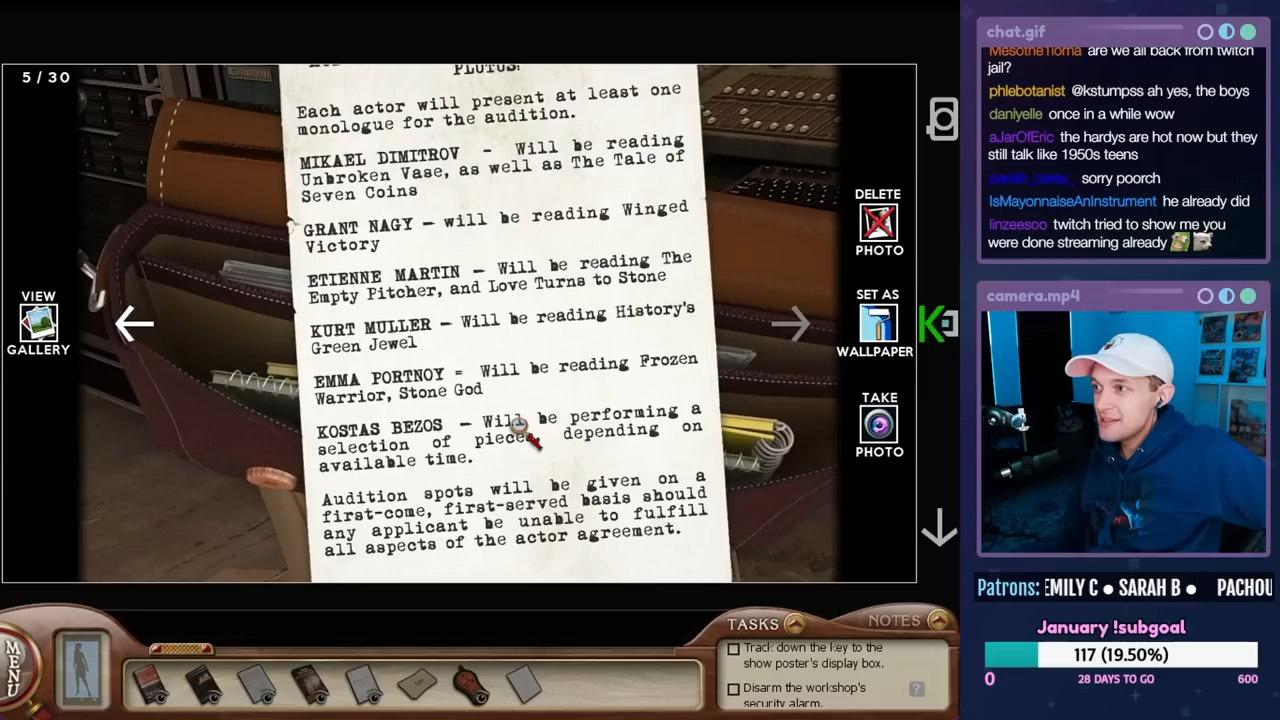 5 / 30
PLUTUS:
Each actor will present at least one
monologue for the audition.
MIKAEL DIMITROV - Will be reading
Unbroken Vase, as well as The Tale of
Seven Coins
GRANT NAGY — will be reading Winged
Victory
ETIENNE MARTIN — Will be reading The
Empty Pitcher, and Love Turns to Stone
KURT MULLER — Will be reading History's
Green Jewel
EMMA PORTNOY = Will be reading Frozen
Warrior, Stone God
KOSTAS BEZOS — Will be performing a
selection of pieces, depending on
available time.
Audition spots will be given on a
first-come, first-served basis should
any applicant be unable to fulfill
all aspects of the actor agreement.
VIEW
GALLERY
DELETE
PHOTO
SET AS
WALLPAPER
TAKE
PHOTO
K
MENU
TASKS
NOTES
Track down the key to the
show poster's display box.
Disarm the workshop's
security alarm.
?
chat.gif
Mesothe1ioma are we all back from twitch
jail?
phlebotanist @kstumpss ah yes, the boys
daniyelle once in a while wow
aJarOfEric the hardys are hot now but they
still talk like 1950s teens
sorry poorch
IsMayonnaiseAnInstrument he already did
linzeesoo twitch tried to show me you
were done streaming already
camera.mp4
Patrons: EMILY C ● SARAH B ● PACHOU
January !subgoal
117 (19.50%)
0 28 DAYS TO GO 600